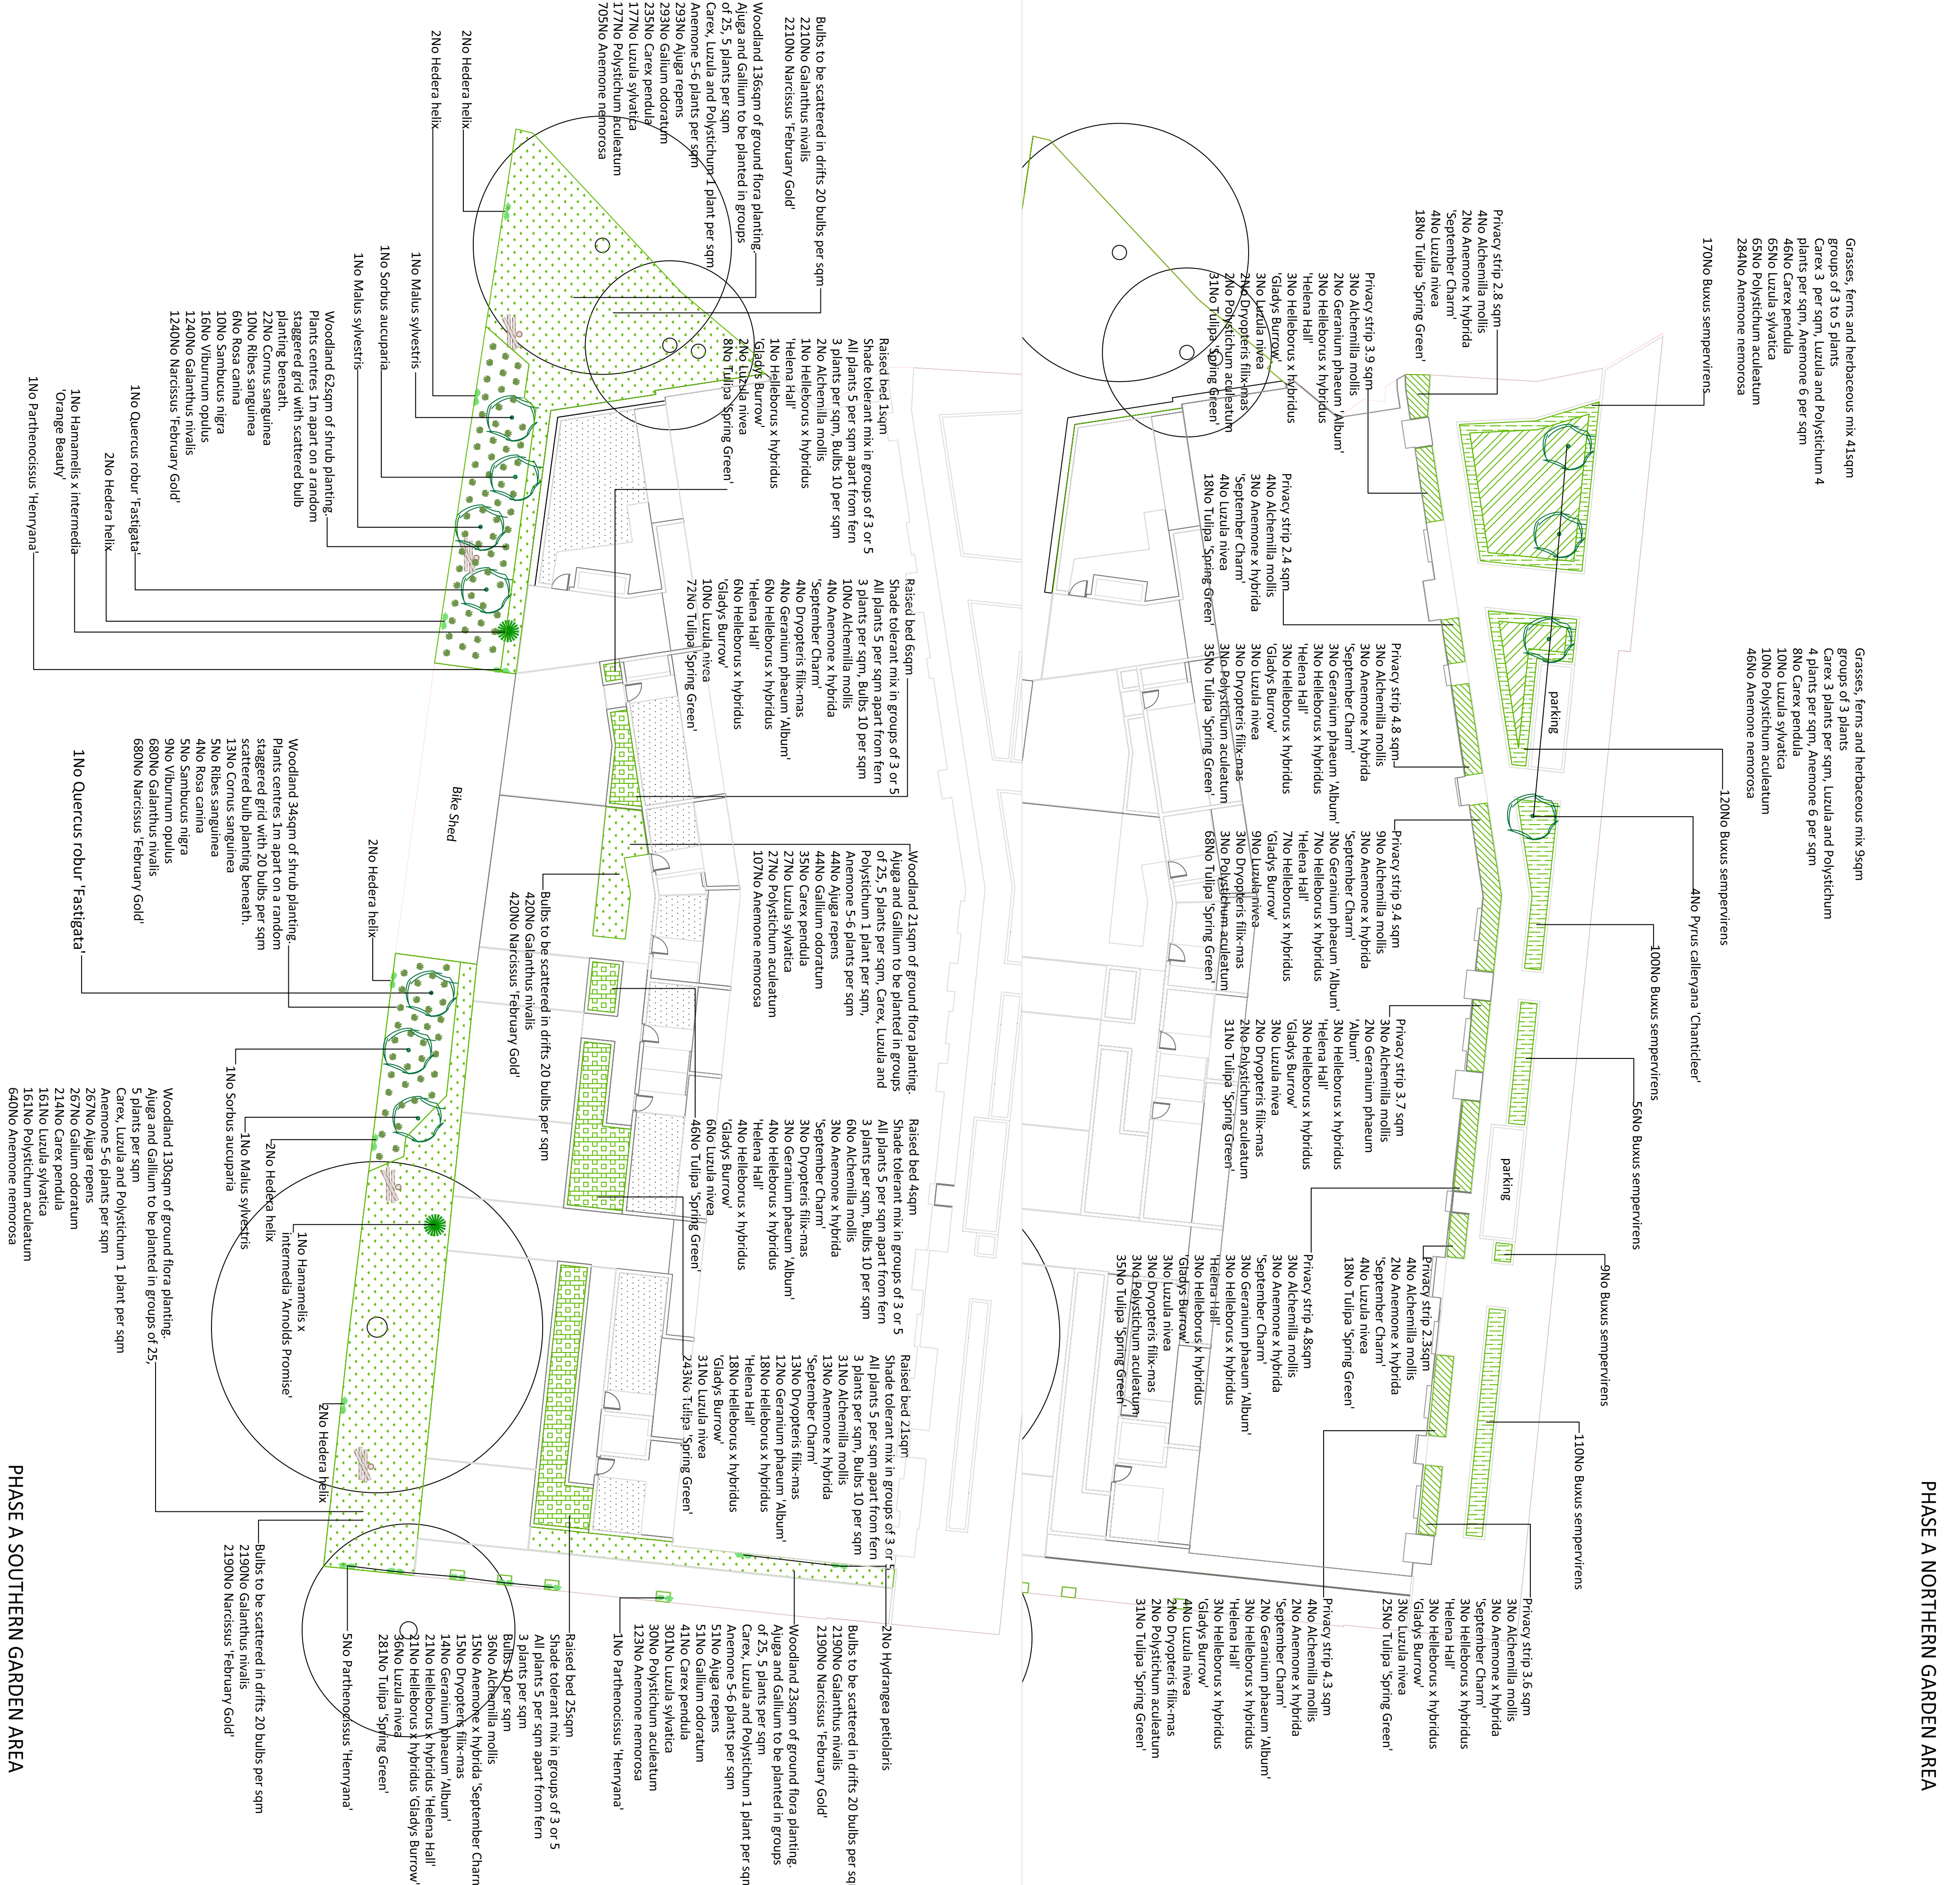 PHASE A NORTHERN GARDEN AREA
Grasses, ferns and herbaceous mix 41sqm
groups of 3 to 5 plants
Carex 3 per sqm, Luzula and Polystichum 4
plants per sqm, Anemone 6 per sqm
46No Carex pendula
65No Luzula sylvatica
65No Polystichum aculeatum
284No Anemone nemorosa
Grasses, ferns and herbaceous mix 9sqm
groups of 3 plants
Carex 3 plants per sqm, Luzula and Polystichum
4 plants per sqm, Anemone 6 per sqm
8No Carex pendula
10No Luzula sylvatica
10No Polystichum aculeatum
46No Anemone nemorosa
170No Buxus sempervirens
120No Buxus sempervirens
4No Pyrus calleryana 'Chanticleer'
100No Buxus sempervirens
56No Buxus sempervirens
9No Buxus sempervirens
110No Buxus sempervirens
parking
parking
Privacy strip 2.8 sqm
4No Alchemilla mollis
2No Anemone x hybrida
'September Charm'
4No Luzula nivea
18No Tulipa 'Spring Green'
Privacy strip 3.9 sqm
3No Alchemilla mollis
2No Geranium phaeum 'Album'
3No Helleborus x hybridus
'Helena Hall'
3No Helleborus x hybridus
'Gladys Burrow'
3No Luzula nivea
2No Dryopteris filix-mas
2No Polystichum aculeatum
31No Tulipa 'Spring Green'
Privacy strip 2.4 sqm
4No Alchemilla mollis
3No Anemone x hybrida
'September Charm'
4No Luzula nivea
18No Tulipa 'Spring Green'
Privacy strip 4.8 sqm
3No Alchemilla mollis
3No Anemone x hybrida
'September Charm'
3No Geranium phaeum 'Album'
3No Helleborus x hybridus
'Helena Hall'
3No Helleborus x hybridus
'Gladys Burrow'
3No Luzula nivea
3No Dryopteris filix-mas
3No Polystichum aculeatum
35No Tulipa 'Spring Green'
Privacy strip 9.4 sqm
9No Alchemilla mollis
3No Anemone x hybrida
'September Charm'
3No Geranium phaeum 'Album'
7No Helleborus x hybridus
'Helena Hall'
7No Helleborus x hybridus
'Gladys Burrow'
9No Luzula nivea
3No Dryopteris filix-mas
3No Polystichum aculeatum
68No Tulipa 'Spring Green'
Privacy strip 3.7 sqm
3No Alchemilla mollis
2No Geranium phaeum
'Album'
3No Helleborus x hybridus
'Helena Hall'
3No Helleborus x hybridus
'Gladys Burrow'
3No Luzula nivea
2No Dryopteris filix-mas
2No Polystichum aculeatum
31No Tulipa 'Spring Green'
Privacy strip 4.8sqm
3No Alchemilla mollis
3No Anemone x hybrida
'September Charm'
3No Geranium phaeum 'Album'
3No Helleborus x hybridus
'Helena Hall'
3No Helleborus x hybridus
'Gladys Burrow'
3No Luzula nivea
3No Dryopteris filix-mas
3No Polystichum aculeatum
35No Tulipa 'Spring Green'
Privacy strip 2.3sqm
4No Alchemilla mollis
2No Anemone x hybrida
'September Charm'
4No Luzula nivea
18No Tulipa 'Spring Green'
Privacy strip 3.6 sqm
3No Alchemilla mollis
3No Anemone x hybrida
'September Charm'
3No Helleborus x hybridus
'Helena Hall'
3No Helleborus x hybridus
'Gladys Burrow'
3No Luzula nivea
25No Tulipa 'Spring Green'
Privacy strip 4.3 sqm
4No Alchemilla mollis
2No Anemone x hybrida
'September Charm'
2No Geranium phaeum 'Album'
3No Helleborus x hybridus
'Helena Hall'
3No Helleborus x hybridus
'Gladys Burrow'
4No Luzula nivea
2No Dryopteris filix-mas
2No Polystichum aculeatum
31No Tulipa 'Spring Green'
Bulbs to be scattered in drifts 20 bulbs per sqm
2210No Galanthus nivalis
2210No Narcissus 'February Gold'
Woodland 136sqm of ground flora planting.
Ajuga and Gallium to be planted in groups
of 25, 5 plants per sqm
Carex, Luzula and Polystichum 1 plant per sqm
Anemone 5-6 plants per sqm
293No Ajuga repens
293No Galium odoratum
235No Carex pendula
177No Luzula sylvatica
177No Polystichum aculeatum
705No Anemone nemorosa
Raised bed 1sqm
Shade tolerant mix in groups of 3 or 5
All plants 5 per sqm apart from fern
3 plants per sqm, Bulbs 10 per sqm
2No Alchemilla mollis
1No Helleborus x hybridus
'Helena Hall'
1No Helleborus x hybridus
'Gladys Burrow'
2No Luzula nivea
8No Tulipa 'Spring Green'
Raised bed 6sqm
Shade tolerant mix in groups of 3 or 5
All plants 5 per sqm apart from fern
3 plants per sqm, Bulbs 10 per sqm
10No Alchemilla mollis
4No Anemone x hybrida
'September Charm'
4No Dryopteris filix-mas
4No Geranium phaeum 'Album'
6No Helleborus x hybridus
'Helena Hall'
6No Helleborus x hybridus
'Gladys Burrow'
10No Luzula nivea
72No Tulipa 'Spring Green'
Woodland 21sqm of ground flora planting.
Ajuga and Gallium to be planted in groups
of 25, 5 plants per sqm, Carex, Luzula and
Polystichum 1 plant per sqm,
Anemone 5-6 plants per sqm
44No Ajuga repens
44No Gallium odoratum
35No Carex pendula
27No Luzula sylvatica
27No Polystichum aculeatum
107No Anemone nemorosa
Bulbs to be scattered in drifts 20 bulbs per sqm
420No Galanthus nivalis
420No Narcissus 'February Gold'
Raised bed 4sqm
Shade tolerant mix in groups of 3 or 5
All plants 5 per sqm apart from fern
3 plants per sqm, Bulbs 10 per sqm
6No Alchemilla mollis
3No Anemone x hybrida
'September Charm'
3No Dryopteris filix-mas
3No Geranium phaeum 'Album'
4No Helleborus x hybridus
'Helena Hall'
4No Helleborus x hybridus
'Gladys Burrow'
6No Luzula nivea
46No Tulipa 'Spring Green'
Raised bed 21sqm
Shade tolerant mix in groups of 3 or 5
All plants 5 per sqm apart from fern
3 plants per sqm, Bulbs 10 per sqm
31No Alchemilla mollis
13No Anemone x hybrida
'September Charm'
13No Dryopteris filix-mas
12No Geranium phaeum 'Album'
18No Helleborus x hybridus
'Helena Hall'
18No Helleborus x hybridus
'Gladys Burrow'
31No Luzula nivea
243No Tulipa 'Spring Green'
2No Hydrangea petiolaris
Bulbs to be scattered in drifts 20 bulbs per sq
2190No Galanthus nivalis
2190No Narcissus 'February Gold'
Woodland 23sqm of ground flora planting.
Ajuga and Gallium to be planted in groups
of 25, 5 plants per sqm
Carex, Luzula and Polystichum 1 plant per sqm
Anemone 5-6 plants per sqm
51No Ajuga repens
51No Gallium odoratum
41No Carex pendula
301No Luzula sylvatica
30No Polystichum aculeatum
123No Anemone nemorosa
1No Parthenocissus 'Henryana'
Raised bed 25sqm
Shade tolerant mix in groups of 3 or 5
All plants 5 per sqm apart from fern
3 plants per sqm
Bulbs 10 per sqm
36No Alchemilla mollis
15No Anemone x hybrida 'September Charm
15No Dryopteris filix-mas
14No Geranium phaeum 'Album'
21No Helleborus x hybridus 'Helena Hall'
21No Helleborus x hybridus 'Gladys Burrow'
36No Luzula nivea
281No Tulipa 'Spring Green'
5No Parthenocissus 'Henryana'
2No Hedera helix
2No Hedera helix
1No Malus sylvestris
1No Sorbus aucuparia
1No Malus sylvestris
Woodland 62sqm of shrub planting.
Plants centres 1m apart on a random
staggered grid with scattered bulb
planting beneath.
22No Cornus sanguinea
10No Ribes sanguinea
6No Rosa canina
10No Sambucus nigra
16No Viburnum opulus
1240No Galanthus nivalis
1240No Narcissus 'February Gold'
1No Quercus robur 'Fastigata'
2No Hedera helix
1No Hamamelis x intermedia
'Orange Beauty'
1No Parthenocissus 'Henryana'
Bike Shed
2No Hedera helix
Woodland 34sqm of shrub planting.
Plants centres 1m apart on a random
staggered grid with 20 bulbs per sqm
scattered bulb planting beneath.
13No Cornus sanguinea
5No Ribes sanguinea
4No Rosa canina
5No Sambucus nigra
9No Viburnum opulus
680No Galanthus nivalis
680No Narcissus 'February Gold'
1No Quercus robur 'Fastigata'
1No Sorbus aucuparia
1No Malus sylvestris
2No Hedera helix
1No Hamamelis x
intermedia 'Arnolds Promise'
2No Hedera helix
Woodland 130sqm of ground flora planting.
Ajuga and Gallium to be planted in groups of 25,
5 plants per sqm
Carex, Luzula and Polystichum 1 plant per sqm
Anemone 5-6 plants per sqm
267No Ajuga repens
267No Galium odoratum
214No Carex pendula
161No Luzula sylvatica
161No Polystichum aculeatum
640No Anemone nemorosa
Bulbs to be scattered in drifts 20 bulbs per sqm
2190No Galanthus nivalis
2190No Narcissus 'February Gold'
PHASE A SOUTHERN GARDEN AREA